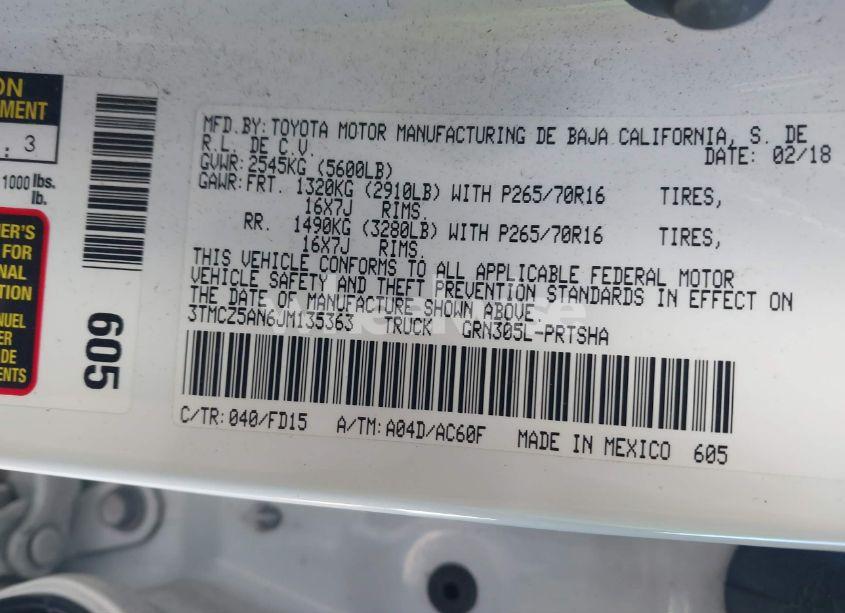 ON
MENT
. 3
1000 lbs.
lb.
ER'S
FOR
NAL
TION
NUEL
ER
DE
ENTS
605
MFD.BY:TOYOTA MOTOR MANUFACTURING DE BAJA CALIFORNIA, S. DE
R.L. DE C.V. DATE: 02/18
GVWR: 2545KG (5600LB)
GAWR:FRT. 1320KG (2910LB) WITH P265/70R16 TIRES,
16X7J RIMS,
RR. 1490KG (3280LB) WITH P265/70R16 TIRES,
16X7J RIMS.
THIS VEHICLE CONFORMS TO ALL APPLICABLE FEDERAL MOTOR
VEHICLE SAFETY AND THEFT PREVENTION STANDARDS IN EFFECT ON
THE DATE OF MANUFACTURE SHOWN ABOVE.
3TMCZ5AN6JM135363 TRUCK GRN305L-PRTSHA
C/TR:040/FD15 A/TM:A04D/AC60F MADE IN MEXICO 605